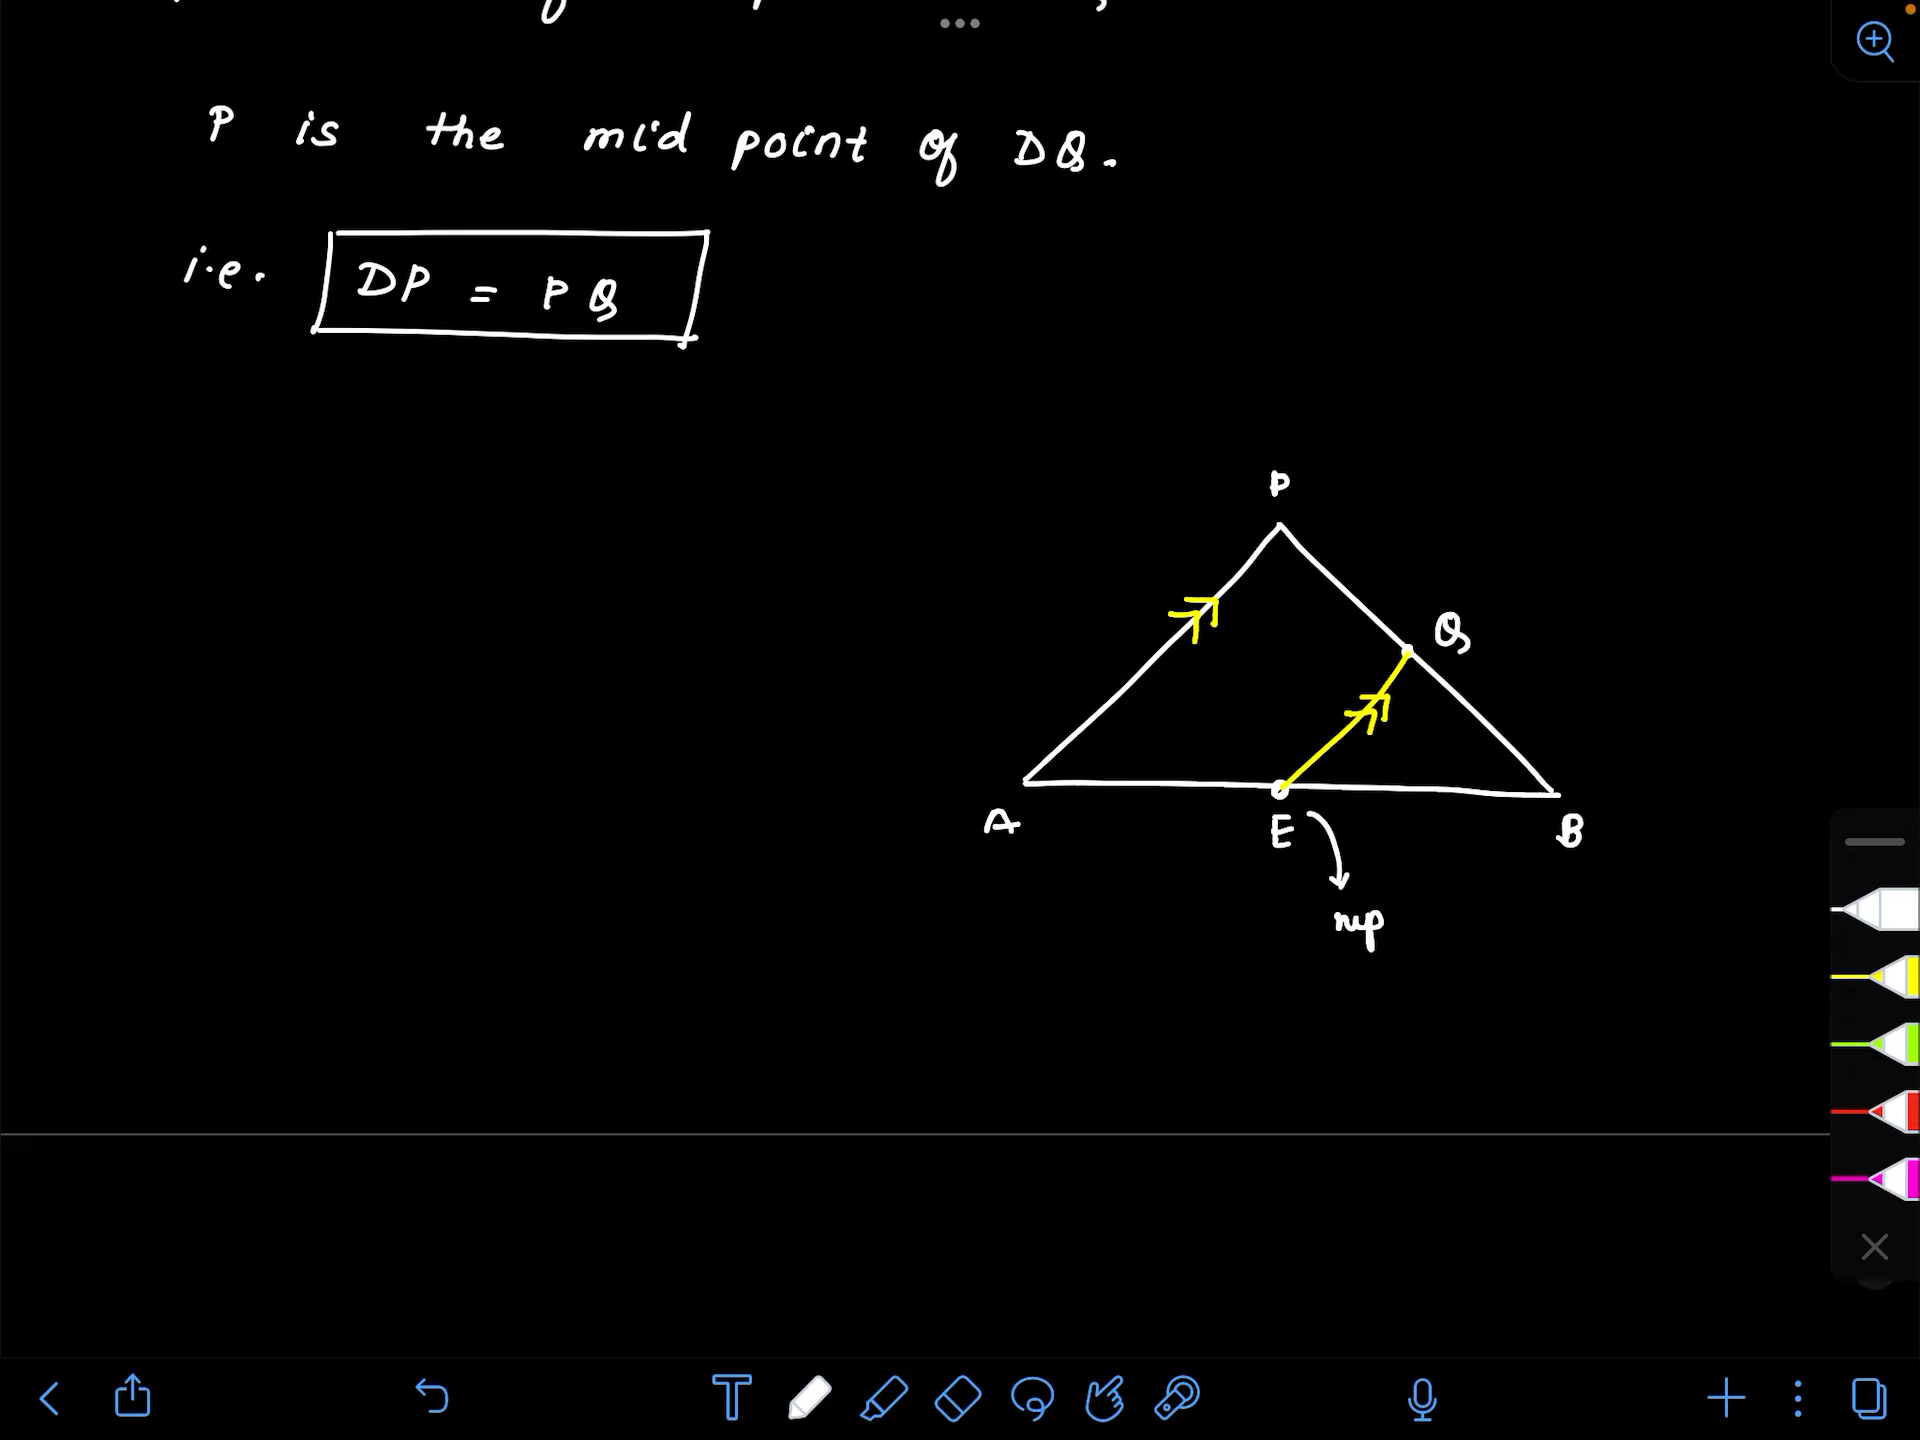 P is the mid point of DQ.
i.e. DP = PQ
P
Q
A
E
B
mp